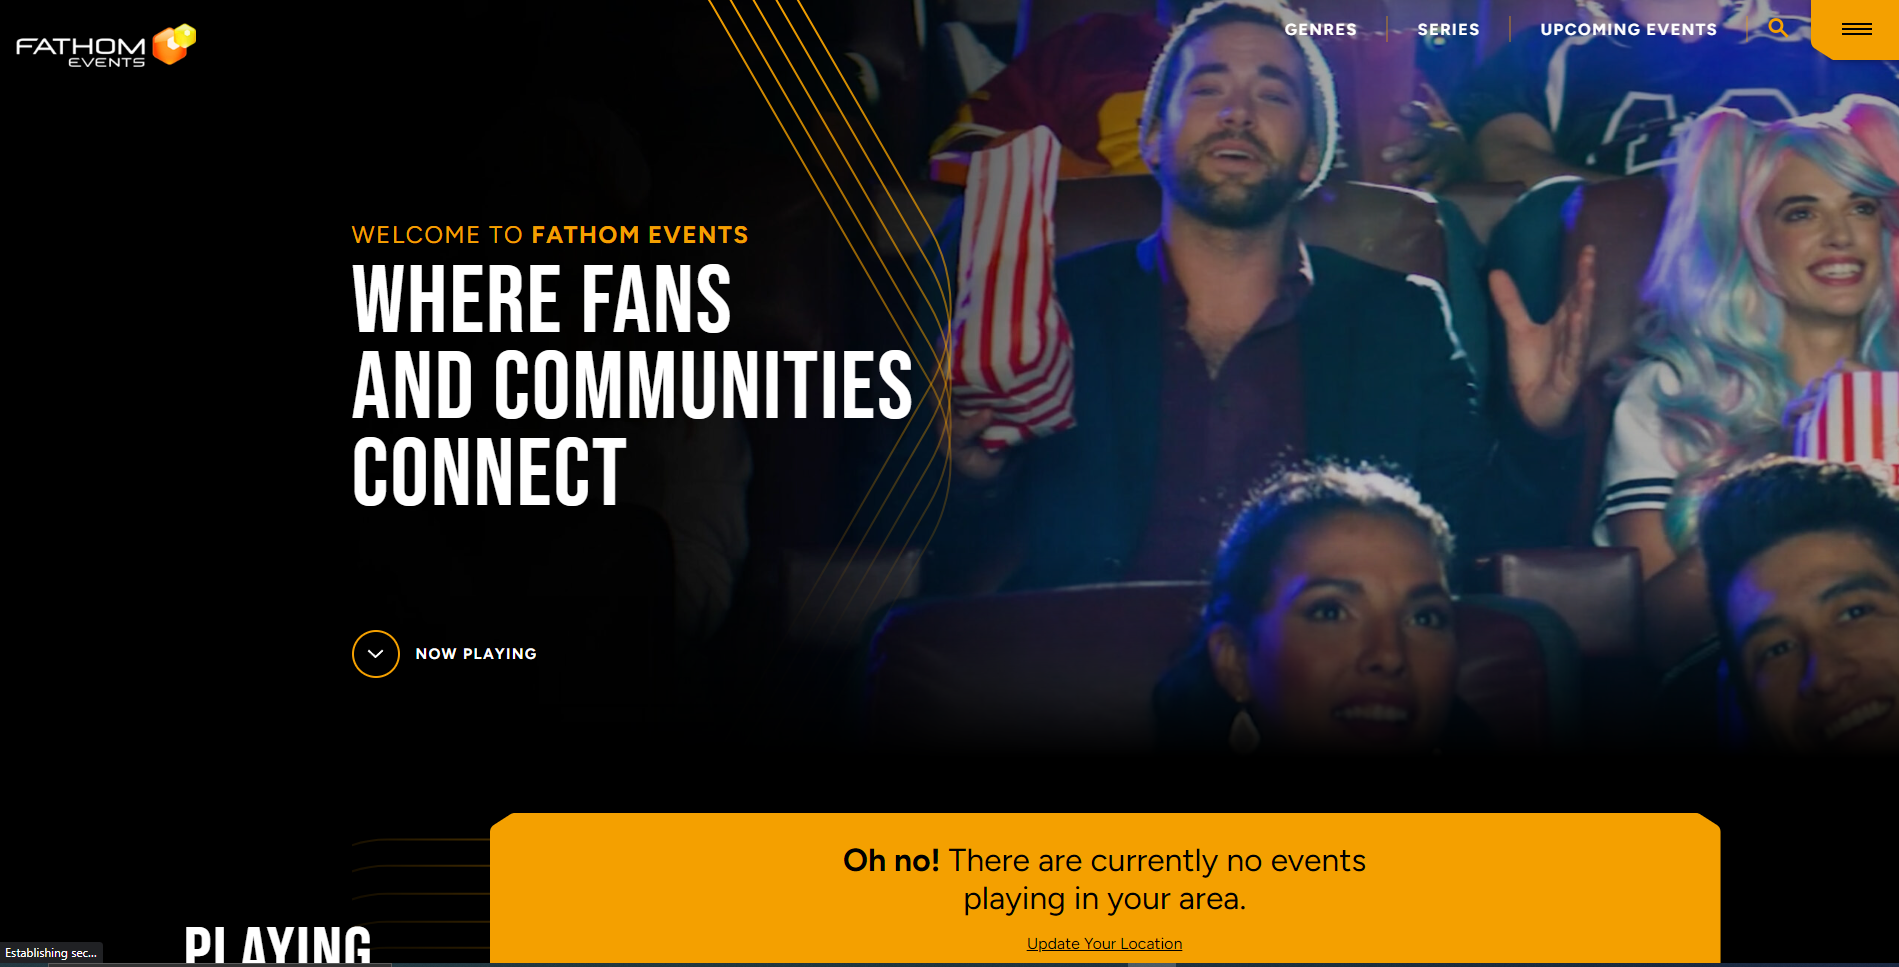 FATHOM
EVENTS
GENRES
SERIES
UPCOMING EVENTS
WELCOME TO FATHOM EVENTS
WHERE FANS
AND COMMUNITIES
CONNECT
NOW PLAYING
Oh no! There are currently no events
playing in your area.
Update Your Location
PLAYING
Establishing sec...